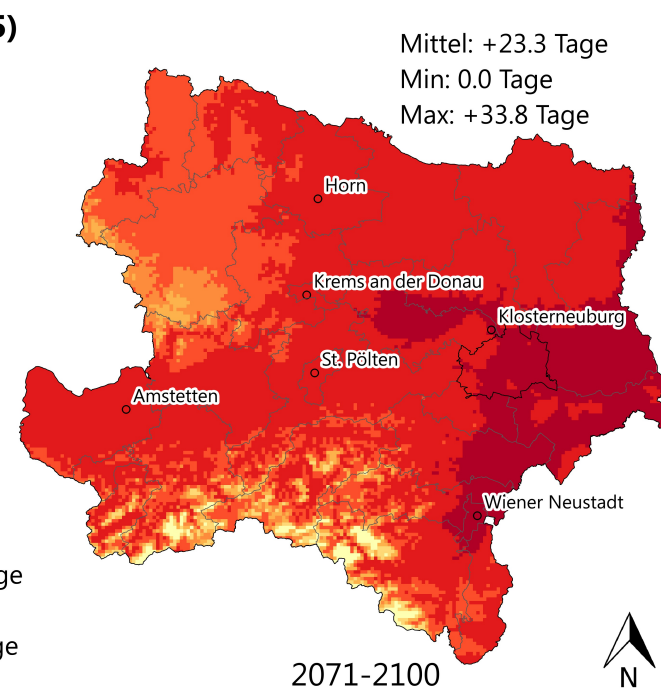 5)
Mittel: +23.3 Tage
Min: 0.0 Tage
Max: +33.8 Tage
Horn
Krems an der Donau
Klosterneuburg
St. Pölten
Amstetten
Wiener Neustadt
ge
ge
2071-2100
N